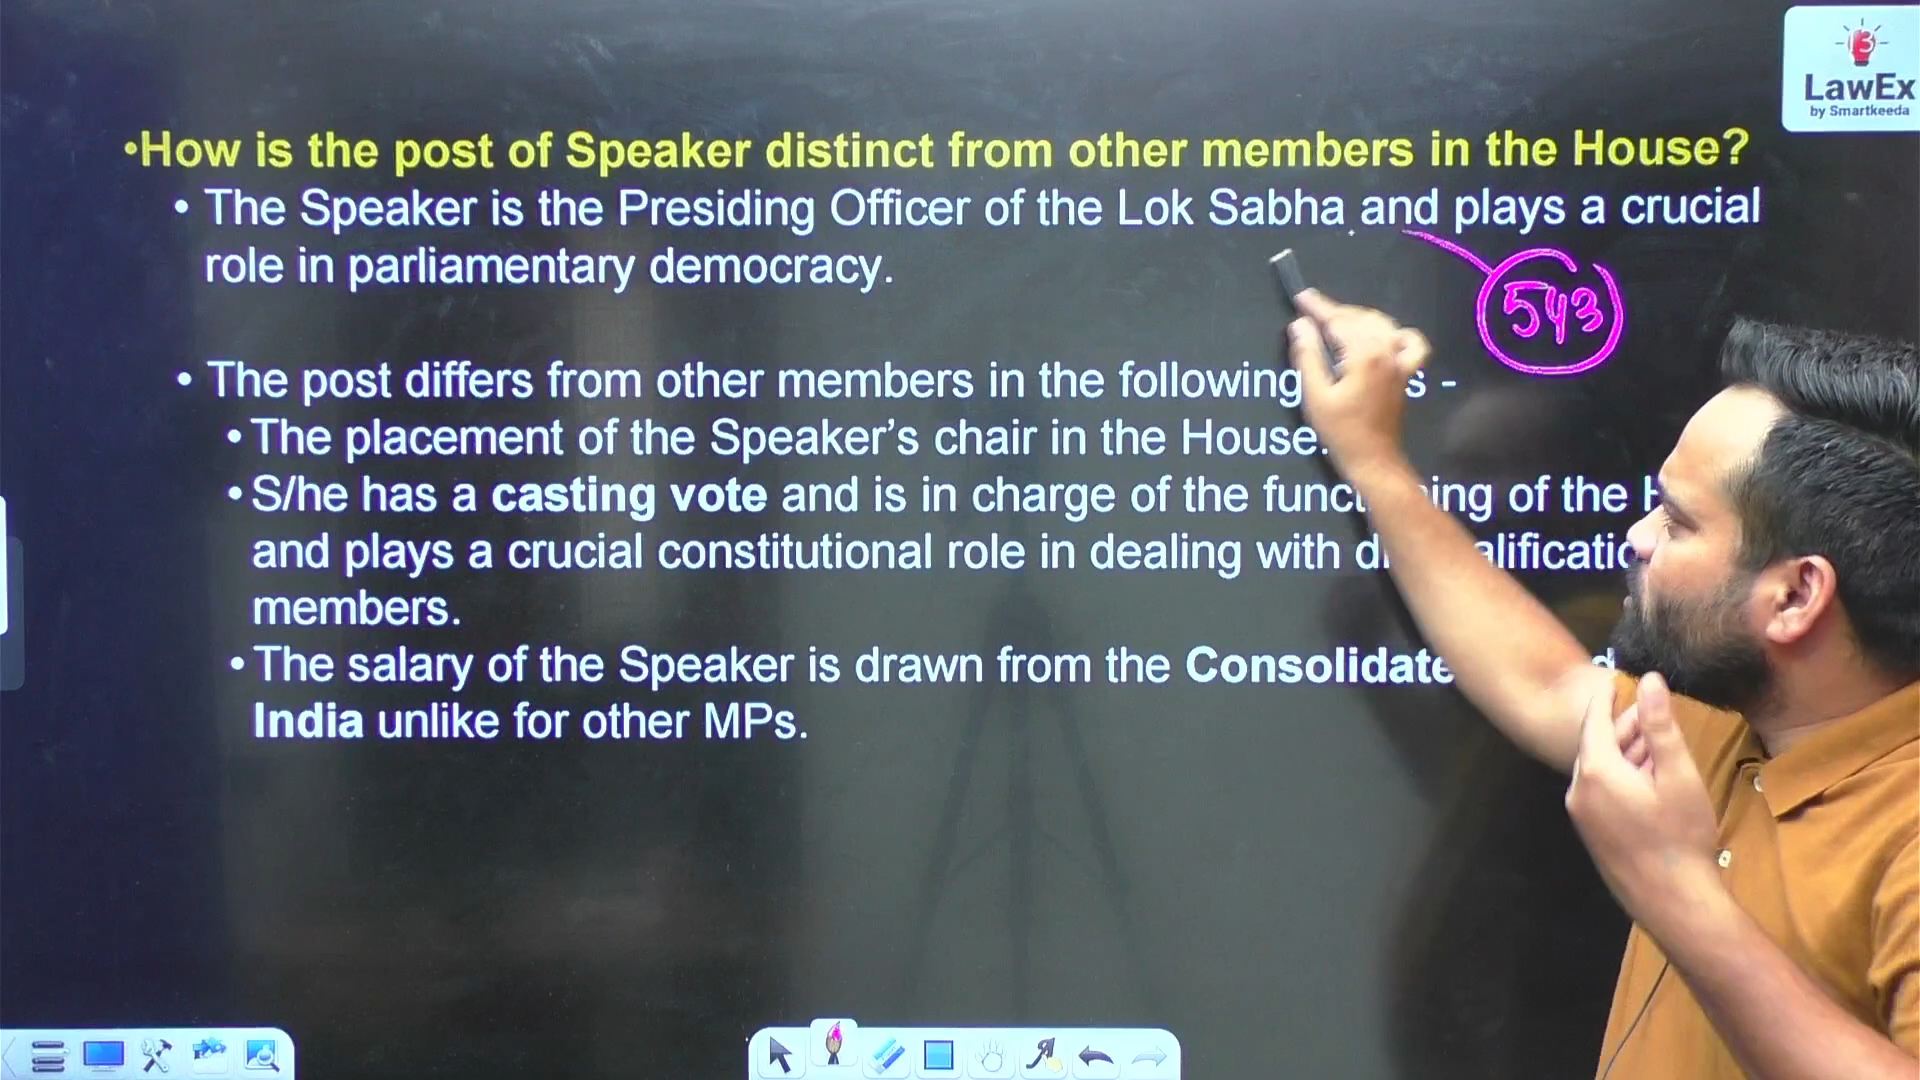 LawEx
by Smartkeeda
•How is the post of Speaker distinct from other members in the House?
• The Speaker is the Presiding Officer of the Lok Sabha and plays a crucial
role in parliamentary democracy.
543
• The post differs from other members in the following -
• The placement of the Speaker’s chair in the House.
• S/he has a casting vote and is in charge of the of the
and plays a crucial constitutional role in dealing with
members.
• The salary of the Speaker is drawn from the
India unlike for other MPs.